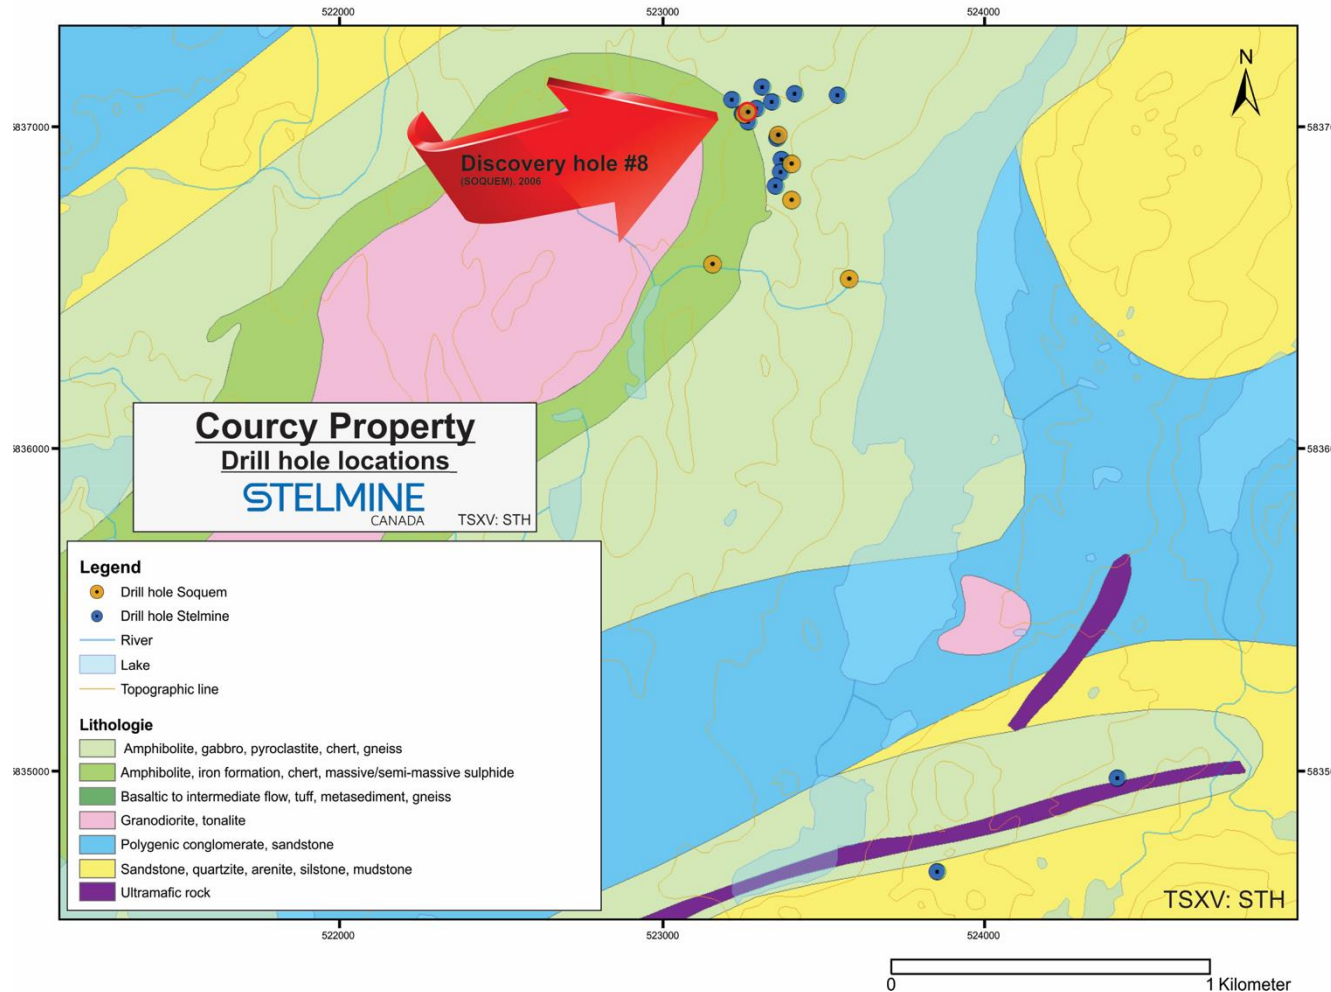 522000 523000 524000
N
5837000 5837
Discovery hole #8
(SOQUEM), 2006
5836000 5836
Courcy Property
Drill hole locations
STELMINE
CANADA TSXV: STH
Legend
Drill hole Soquem
Drill hole Stelmine
River
Lake
Topographic line
Lithologie
Amphibolite, gabbro, pyroclastite, chert, gneiss
5835000 5835
Amphibolite, iron formation, chert, massive/semi-massive sulphide
Basaltic to intermediate flow, tuff, metasediment, gneiss
Granodiorite, tonalite
Polygenic conglomerate, sandstone
Sandstone, quartzite, arenite, silstone, mudstone
Ultramafic rock
TSXV: STH
522000 523000 524000
0 1 Kilometer